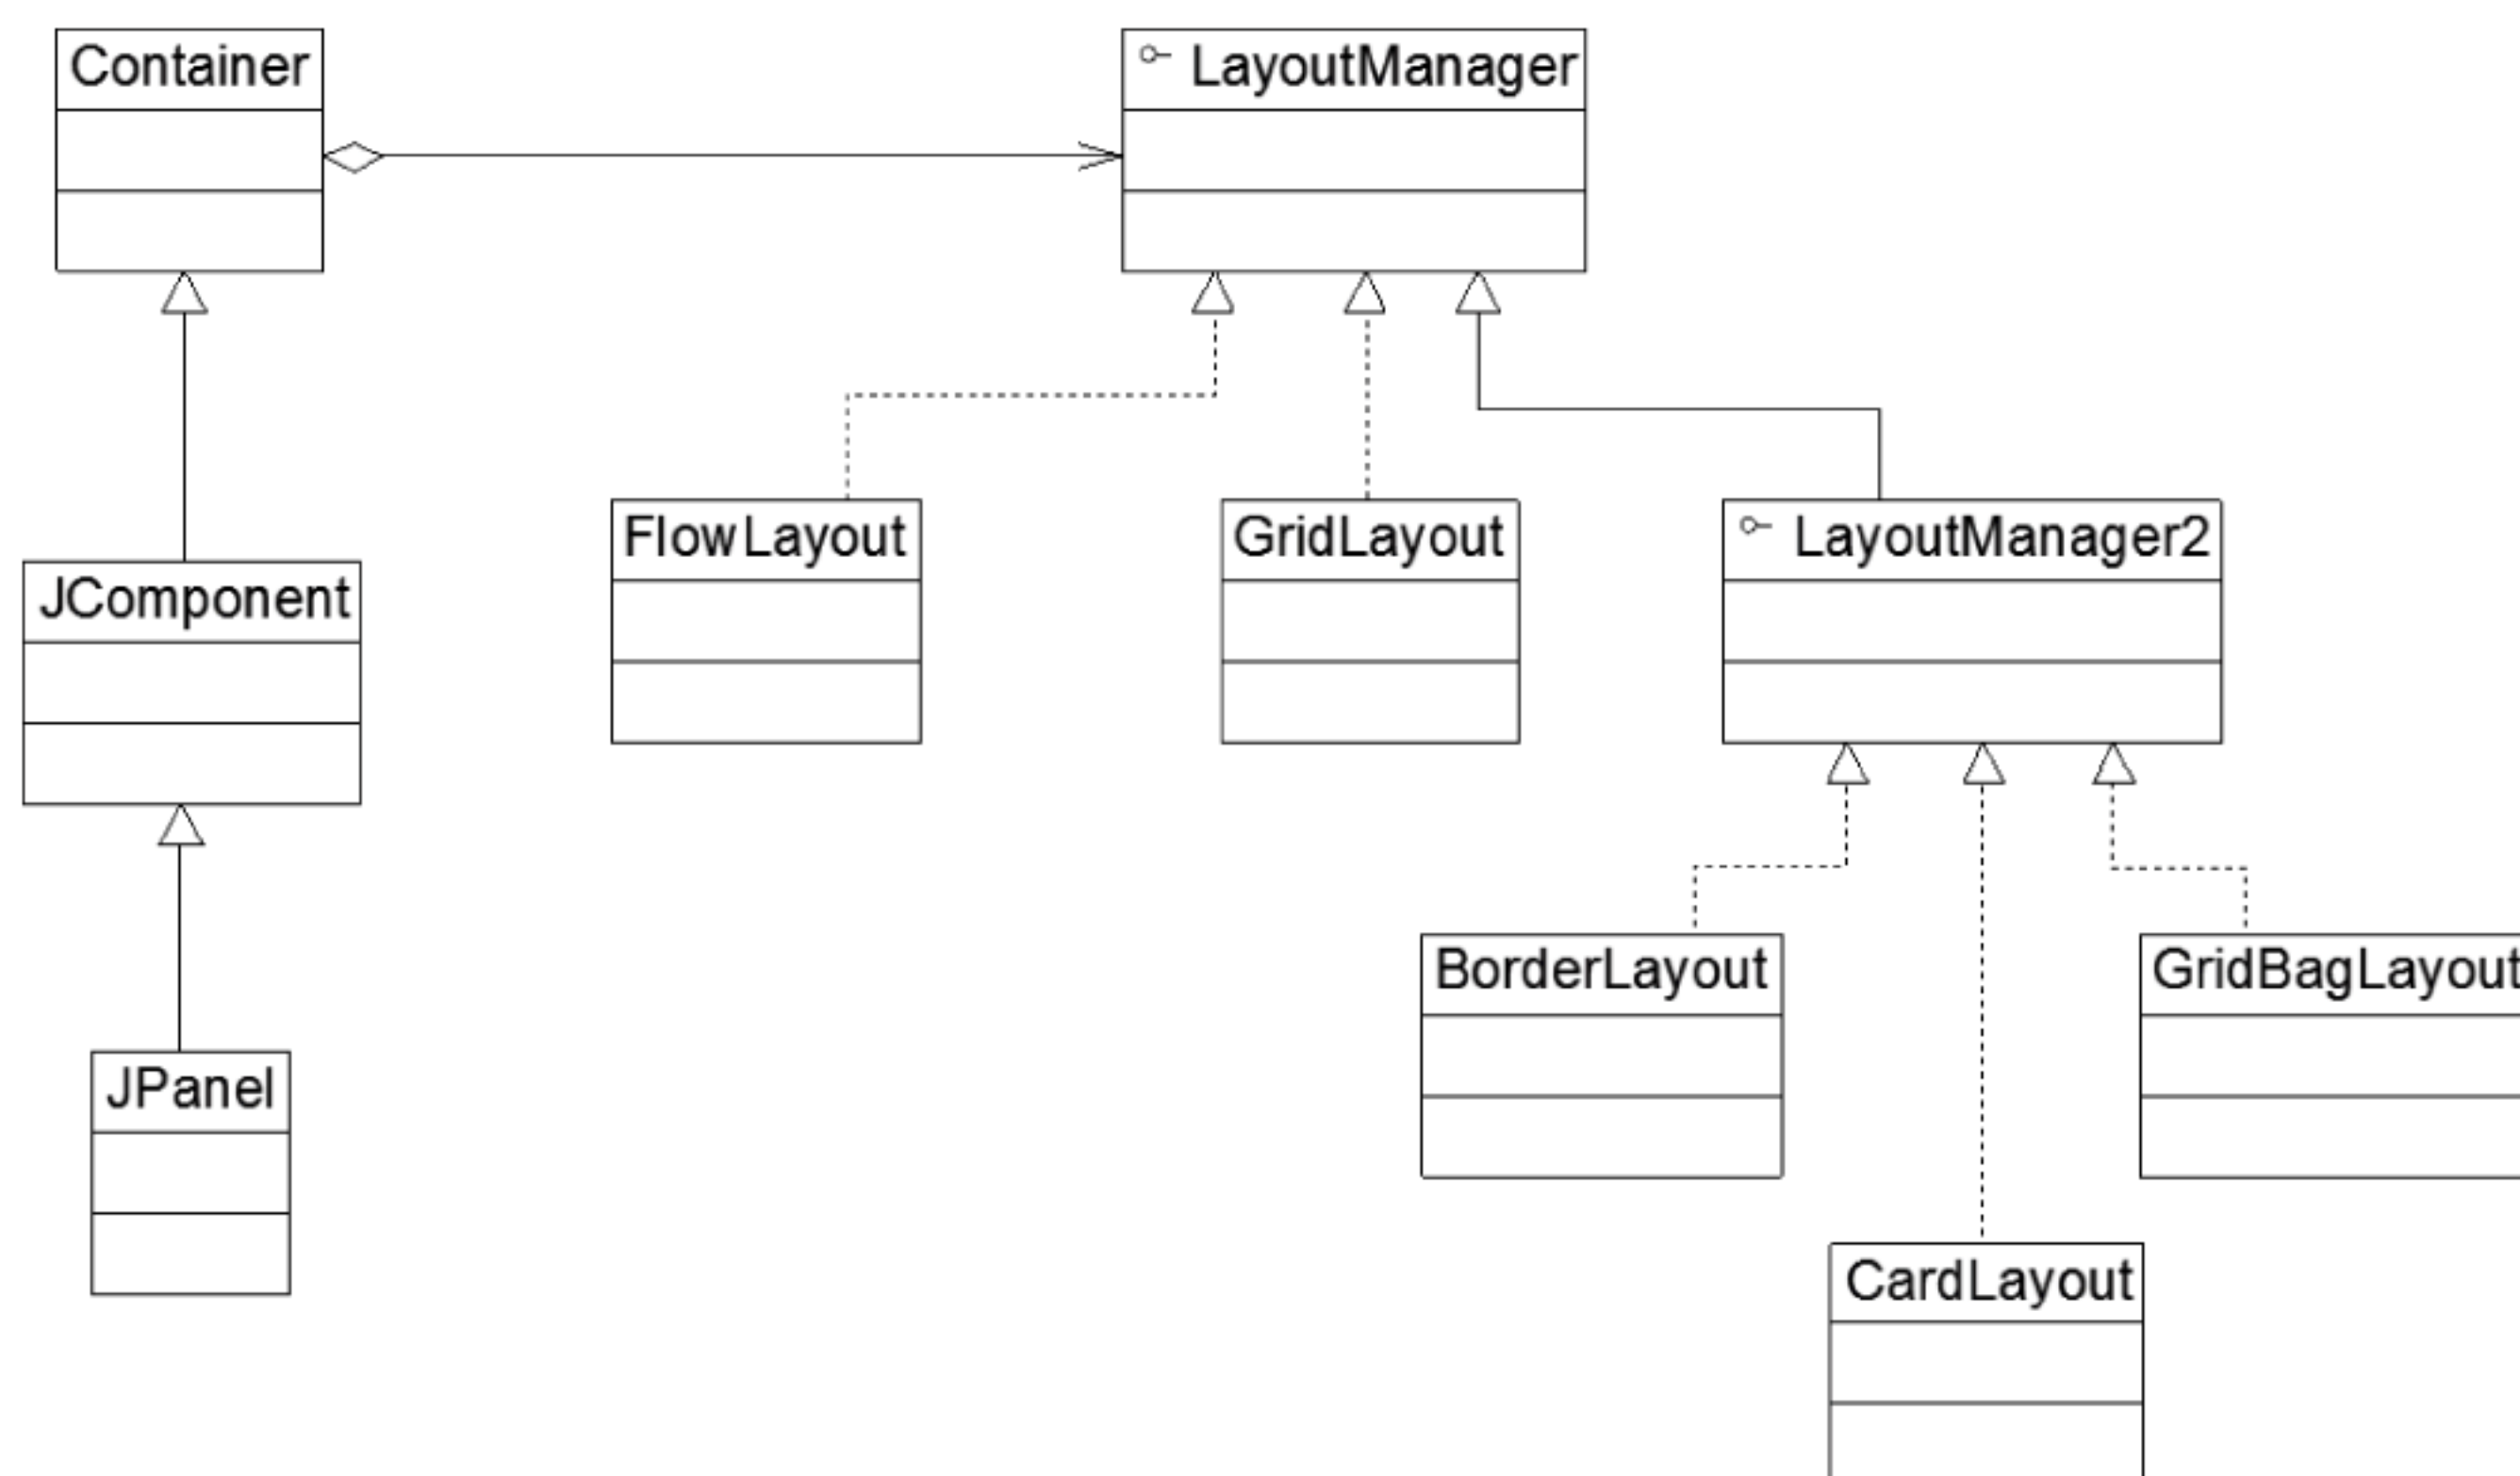 Container
LayoutManager
FlowLayout
GridLayout
LayoutManager2
JComponent
BorderLayout
GridBagLayout
JPanel
CardLayout